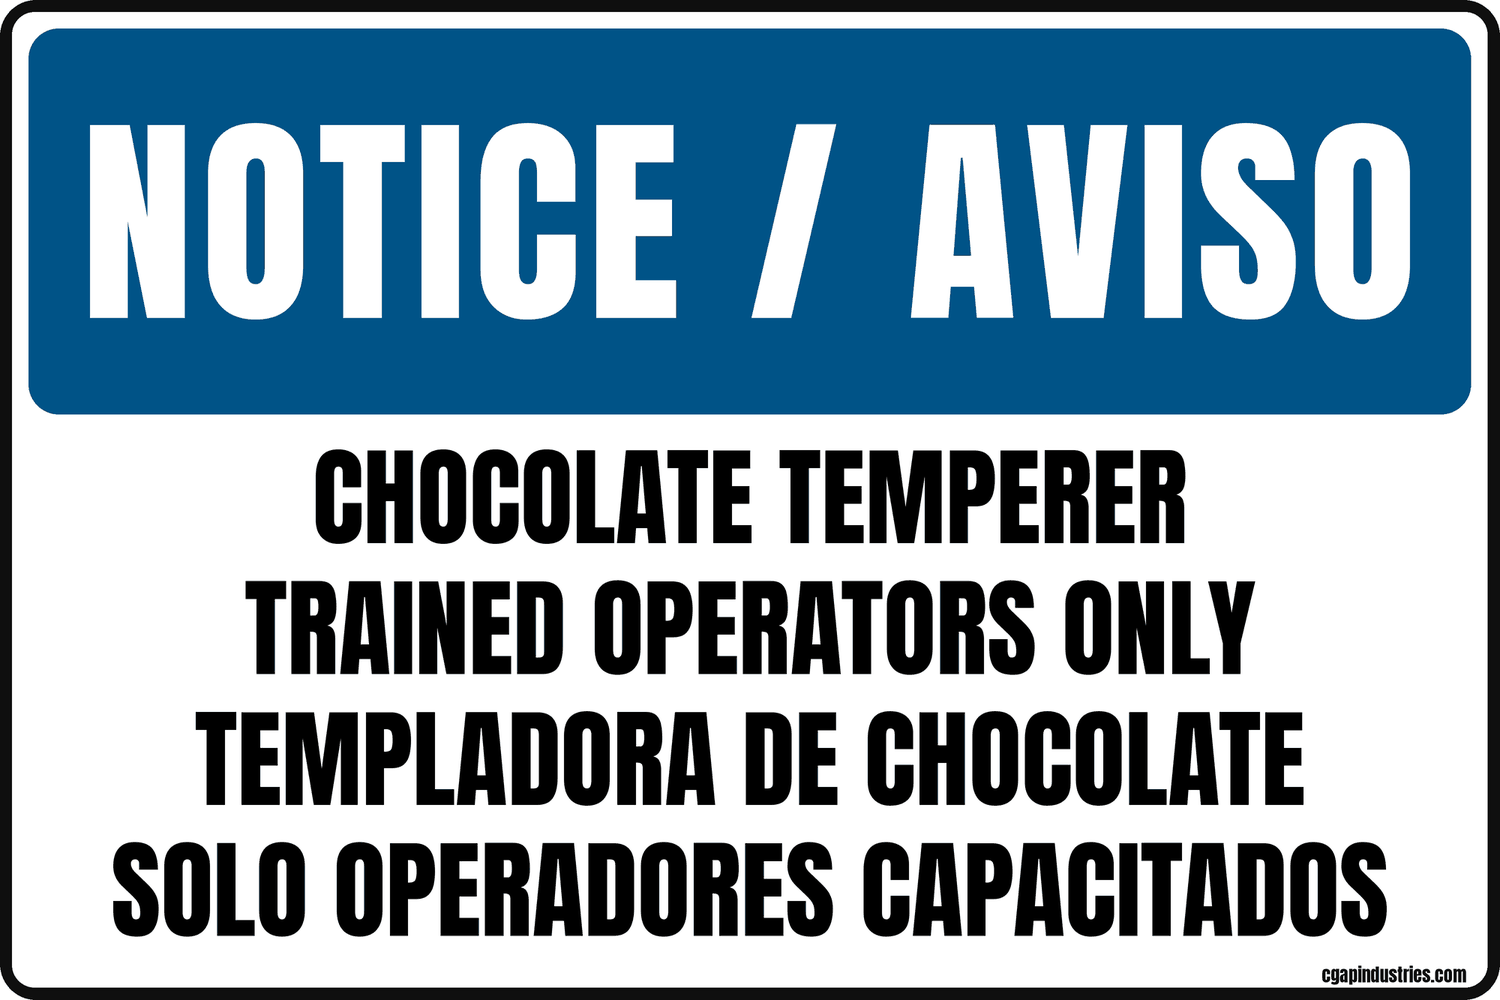 NOTICE / AVISO
CHOCOLATE TEMPERER
TRAINED OPERATORS ONLY
TEMPLADORA DE CHOCOLATE
SOLO OPERADORES CAPACITADOS
cgapindustries.com